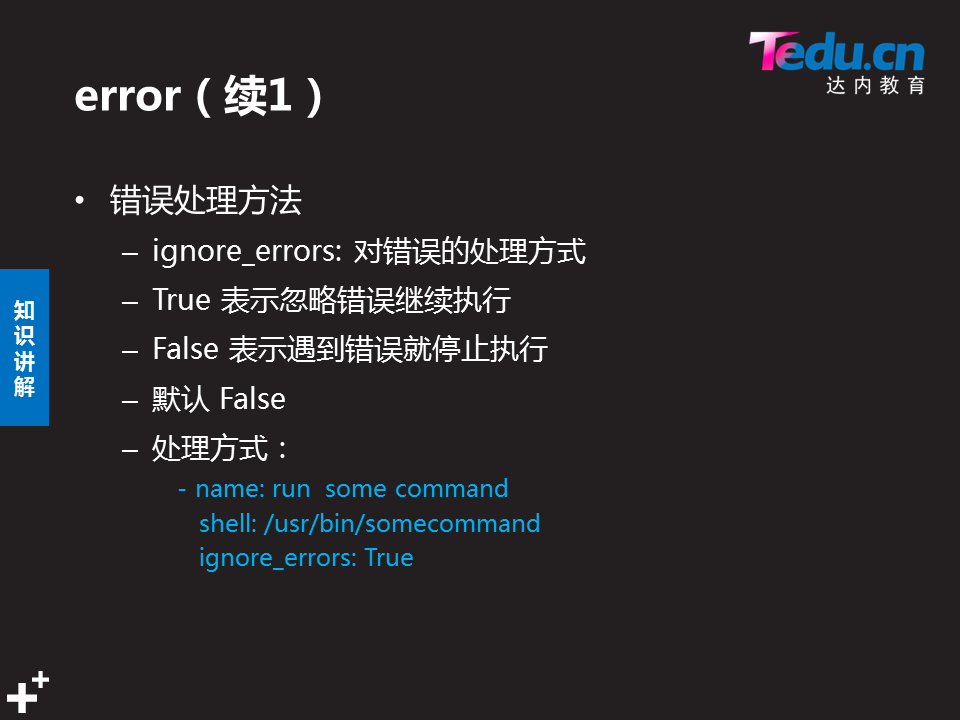 Tedu.cn
达内教育
error（续1）
• 错误处理方法
– ignore_errors: 对错误的处理方式
– True 表示忽略错误继续执行
– False 表示遇到错误就停止执行
– 默认 False
– 处理方式：
- name: run  some command
shell: /usr/bin/somecommand
ignore_errors: True
知识讲解